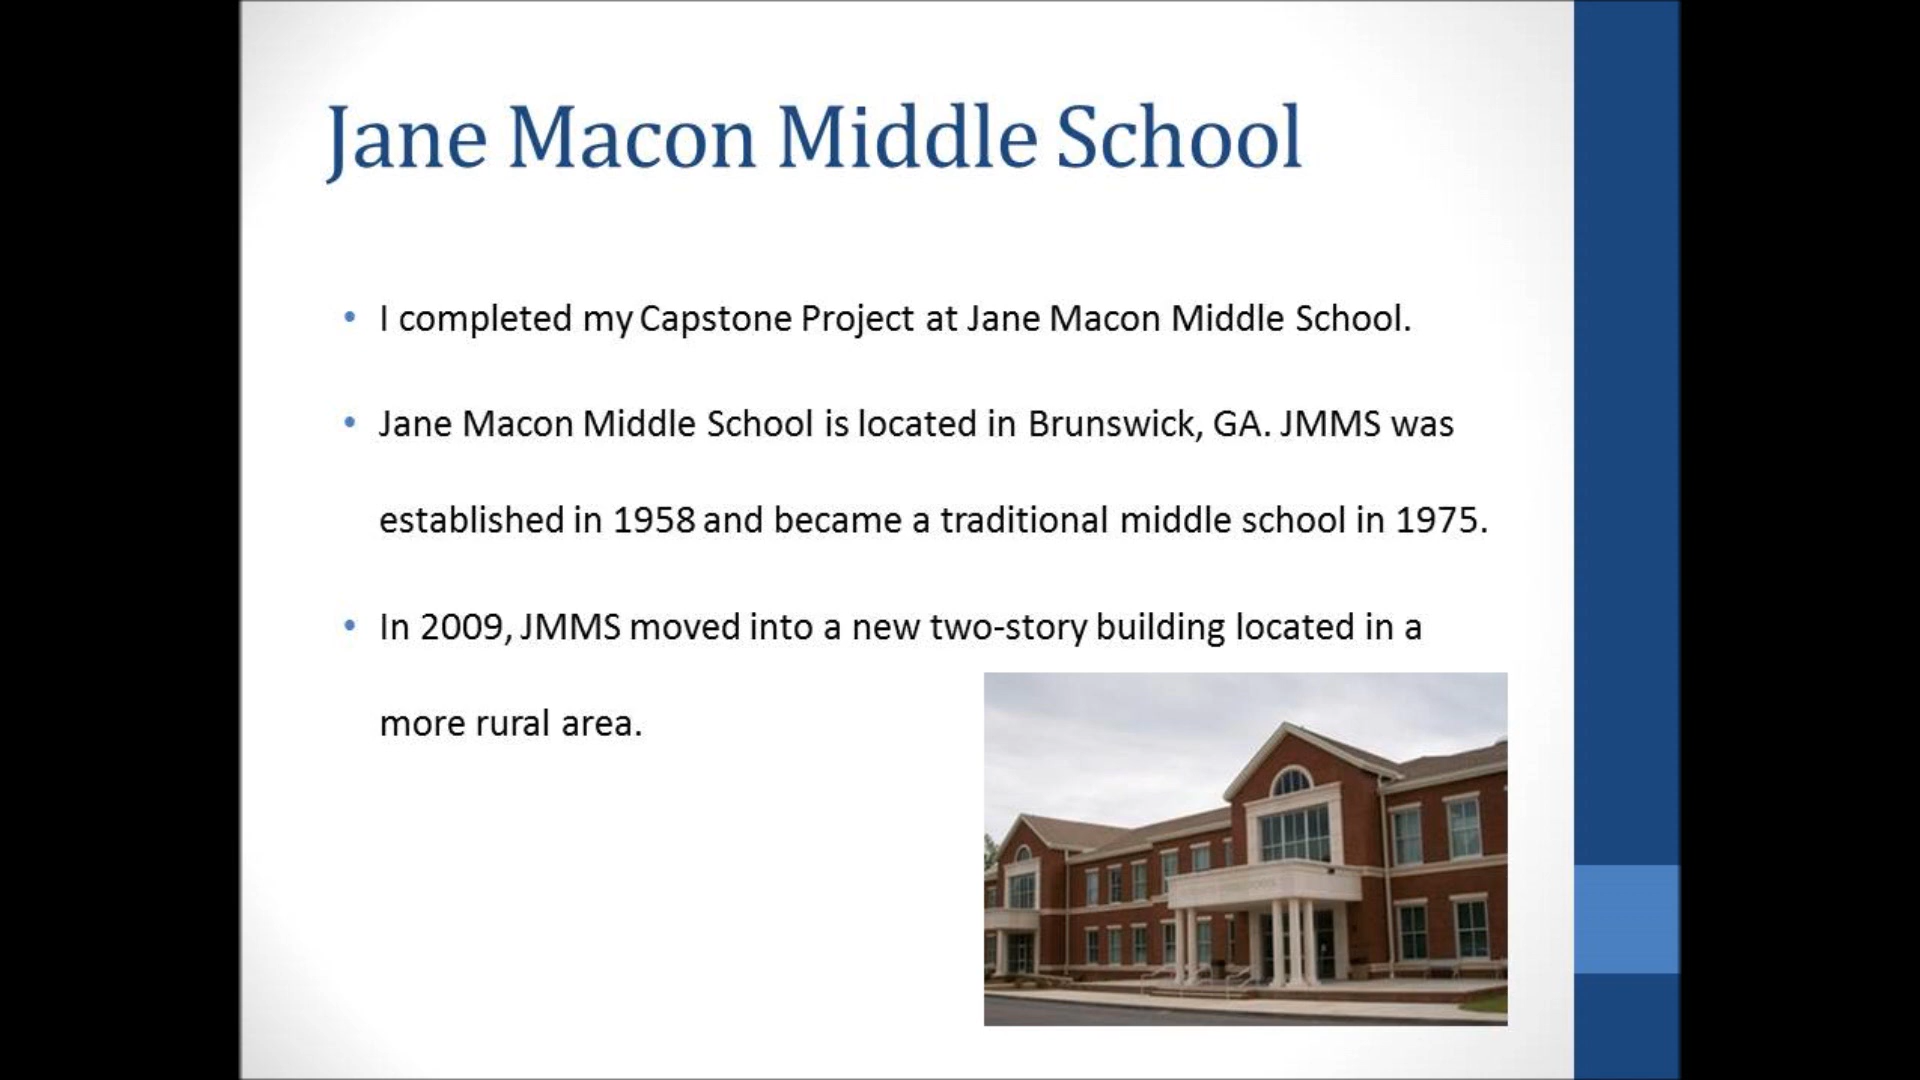 Jane Macon Middle School
• I completed my Capstone Project at Jane Macon Middle School.
• Jane Macon Middle School is located in Brunswick, GA. JMMS was
established in 1958 and became a traditional middle school in 1975.
• In 2009, JMMS moved into a new two-story building located in a
more rural area.